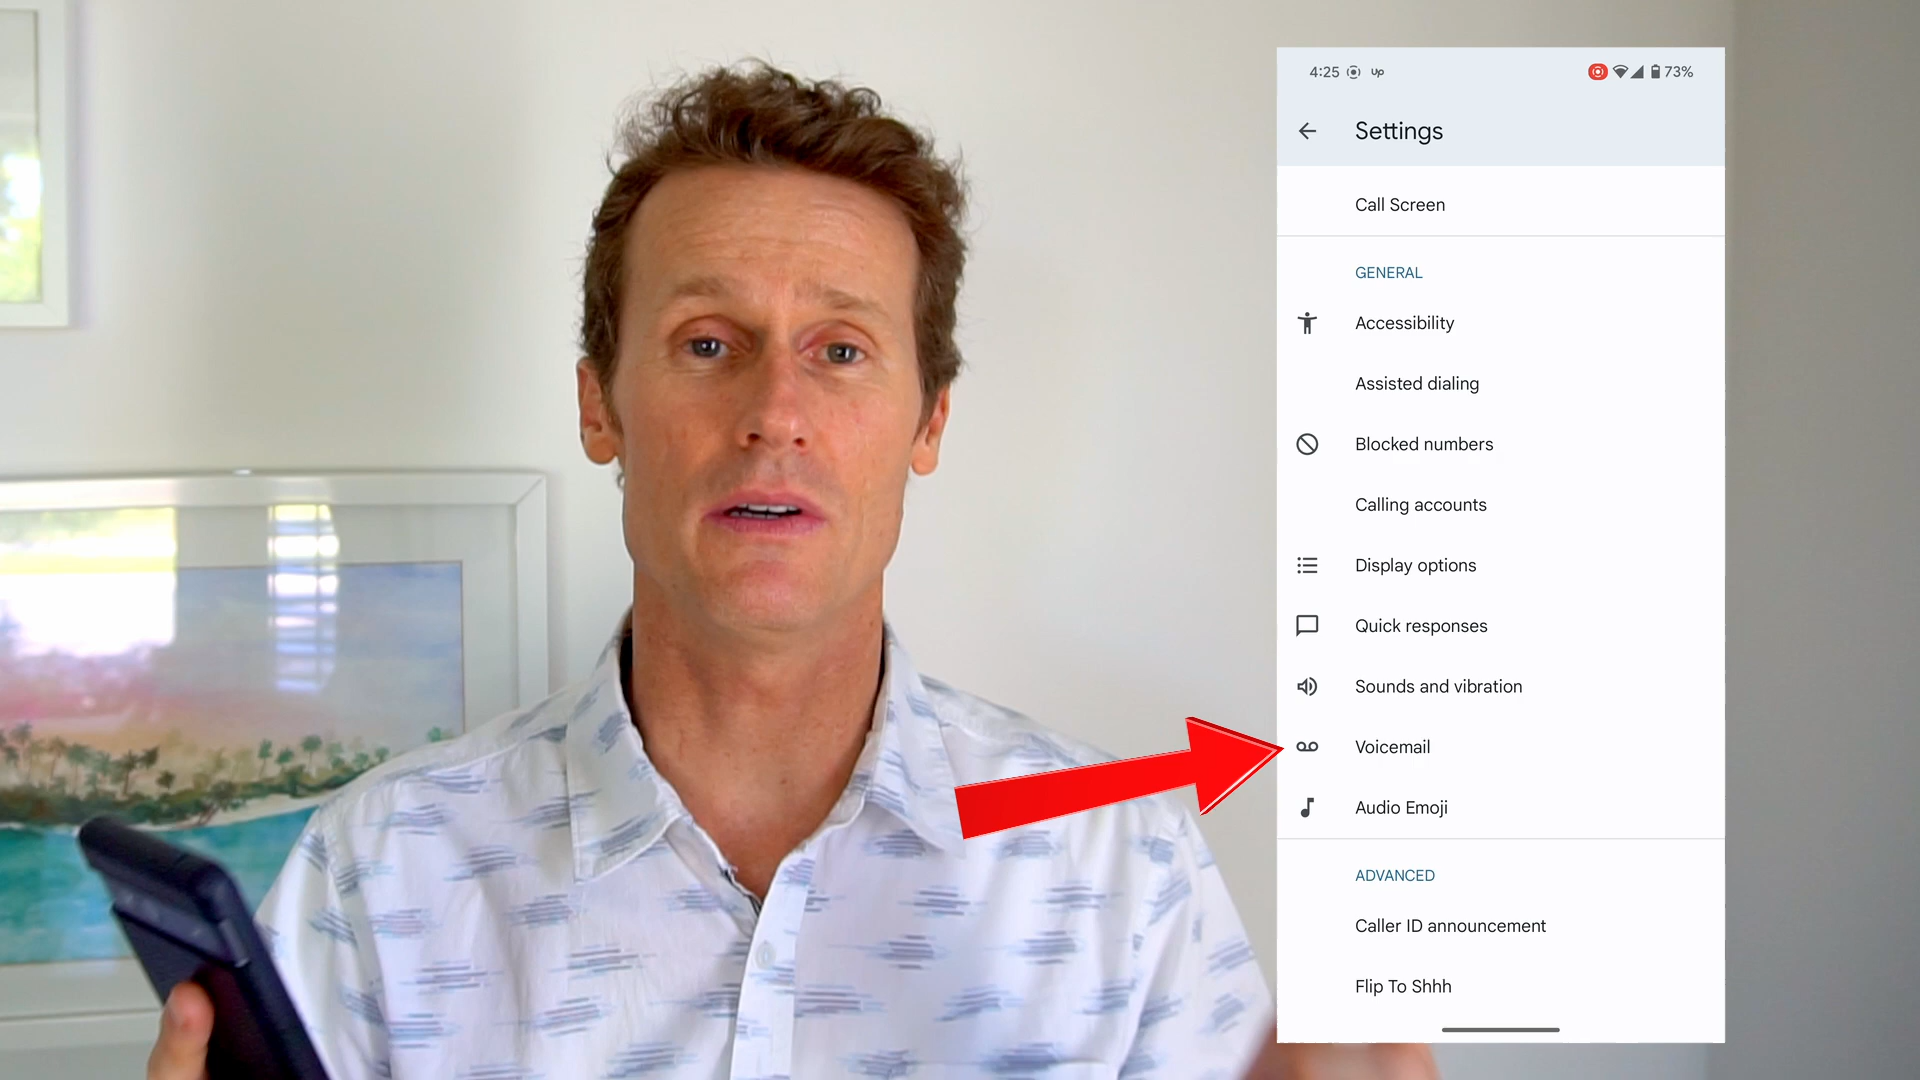 4:25 up 73%
Settings
Call Screen
GENERAL
Accessibility
Assisted dialing
Blocked numbers
Calling accounts
Display options
Quick responses
Sounds and vibration
Voicemail
Audio Emoji
ADVANCED
Caller ID announcement
Flip To Shhh